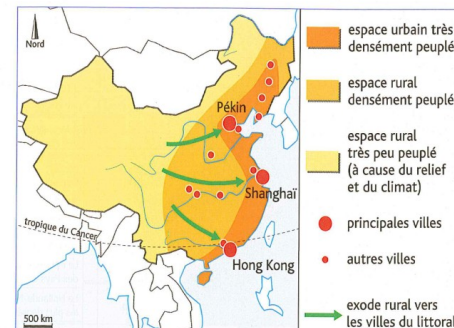 Nord
Pékin
Shanghaï
tropique du Cancer
Hong Kong
500 km
espace urbain très
densément peuplé
espace rural
densément peuplé
espace rural
très peu peuplé
(à cause du relief
et du climat)
principales villes
autres villes
exode rural vers
les villes du littoral